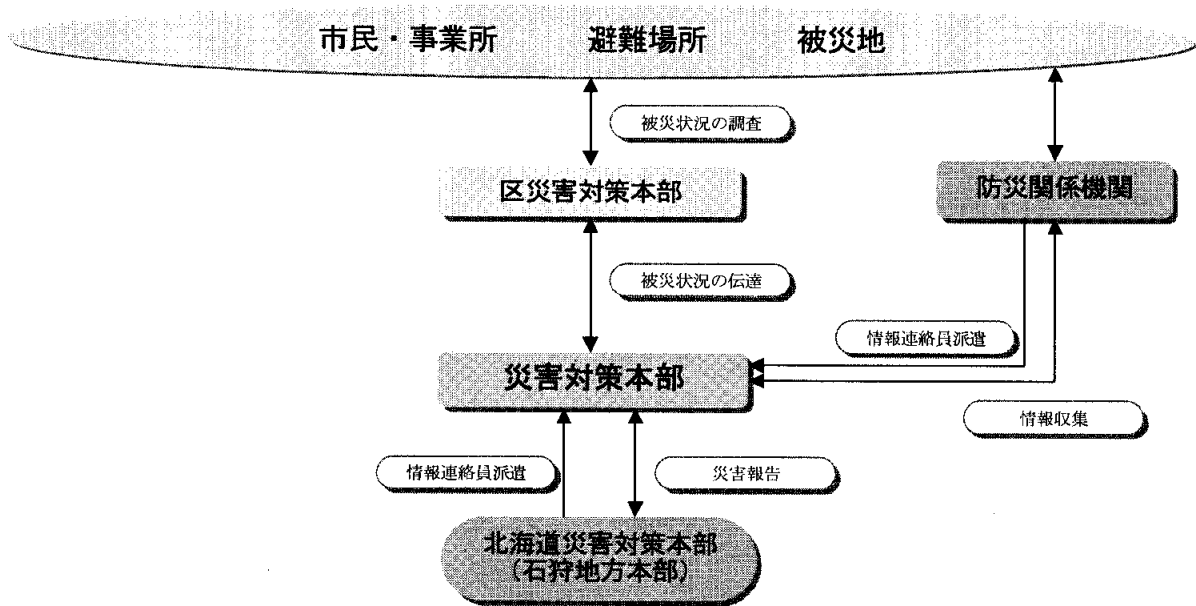 市民・事業所 避難場所 被災地
被災状況の調査
区災害対策本部
防災関係機関
被災状況の伝達
情報連絡員派遣
災害対策本部
情報収集
情報連絡員派遣
災害報告
北海道災害対策本部
(石狩地方本部)